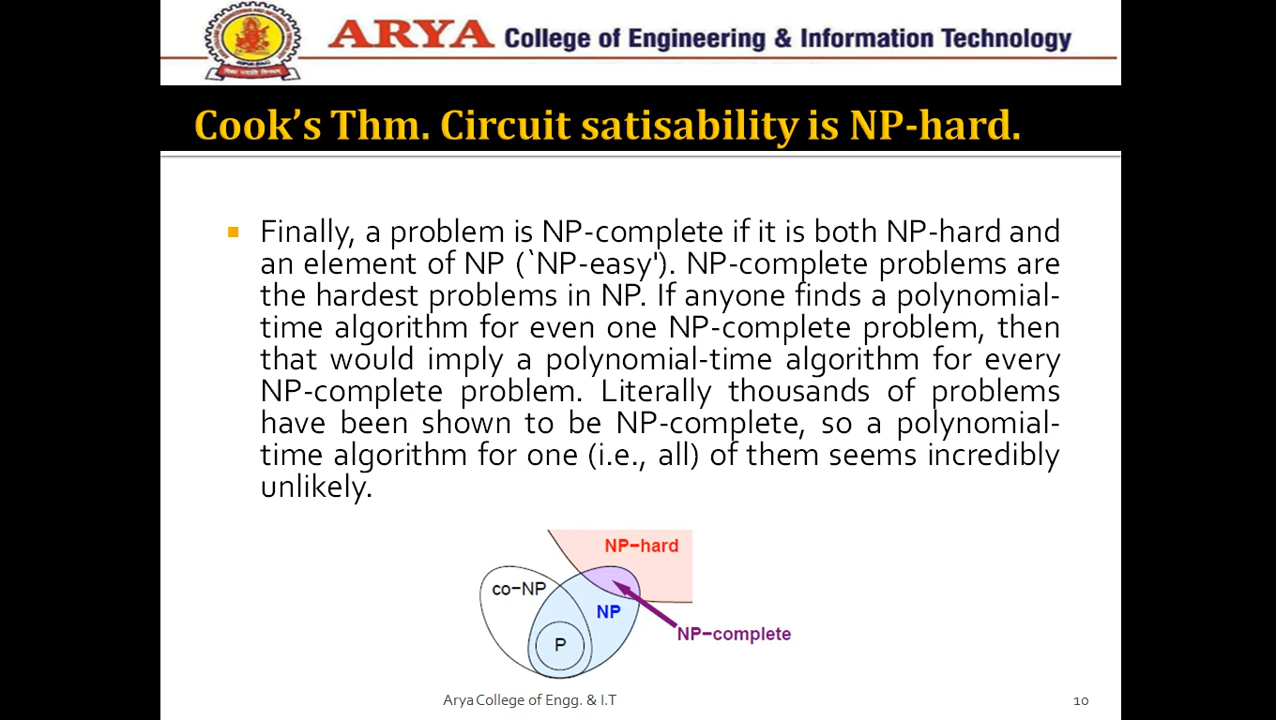 ARYA College of Engineering & Information Technology
Cook's Thm. Circuit satisability is NP-hard.
Finally, a problem is NP-complete if it is both NP-hard and
an element of NP (`NP-easy'). NP-complete problems are
the hardest problems in NP. If anyone finds a polynomial-
time algorithm for even one NP-complete problem, then
that would imply a polynomial-time algorithm for every
NP-complete problem. Literally thousands of problems
have been shown to be NP-complete, so a polynomial-
time algorithm for one (i.e., all) of them seems incredibly
unlikely.
NP-hard
co-NP
NP
NP-complete
P
Arya College of Engg. & I.T
10